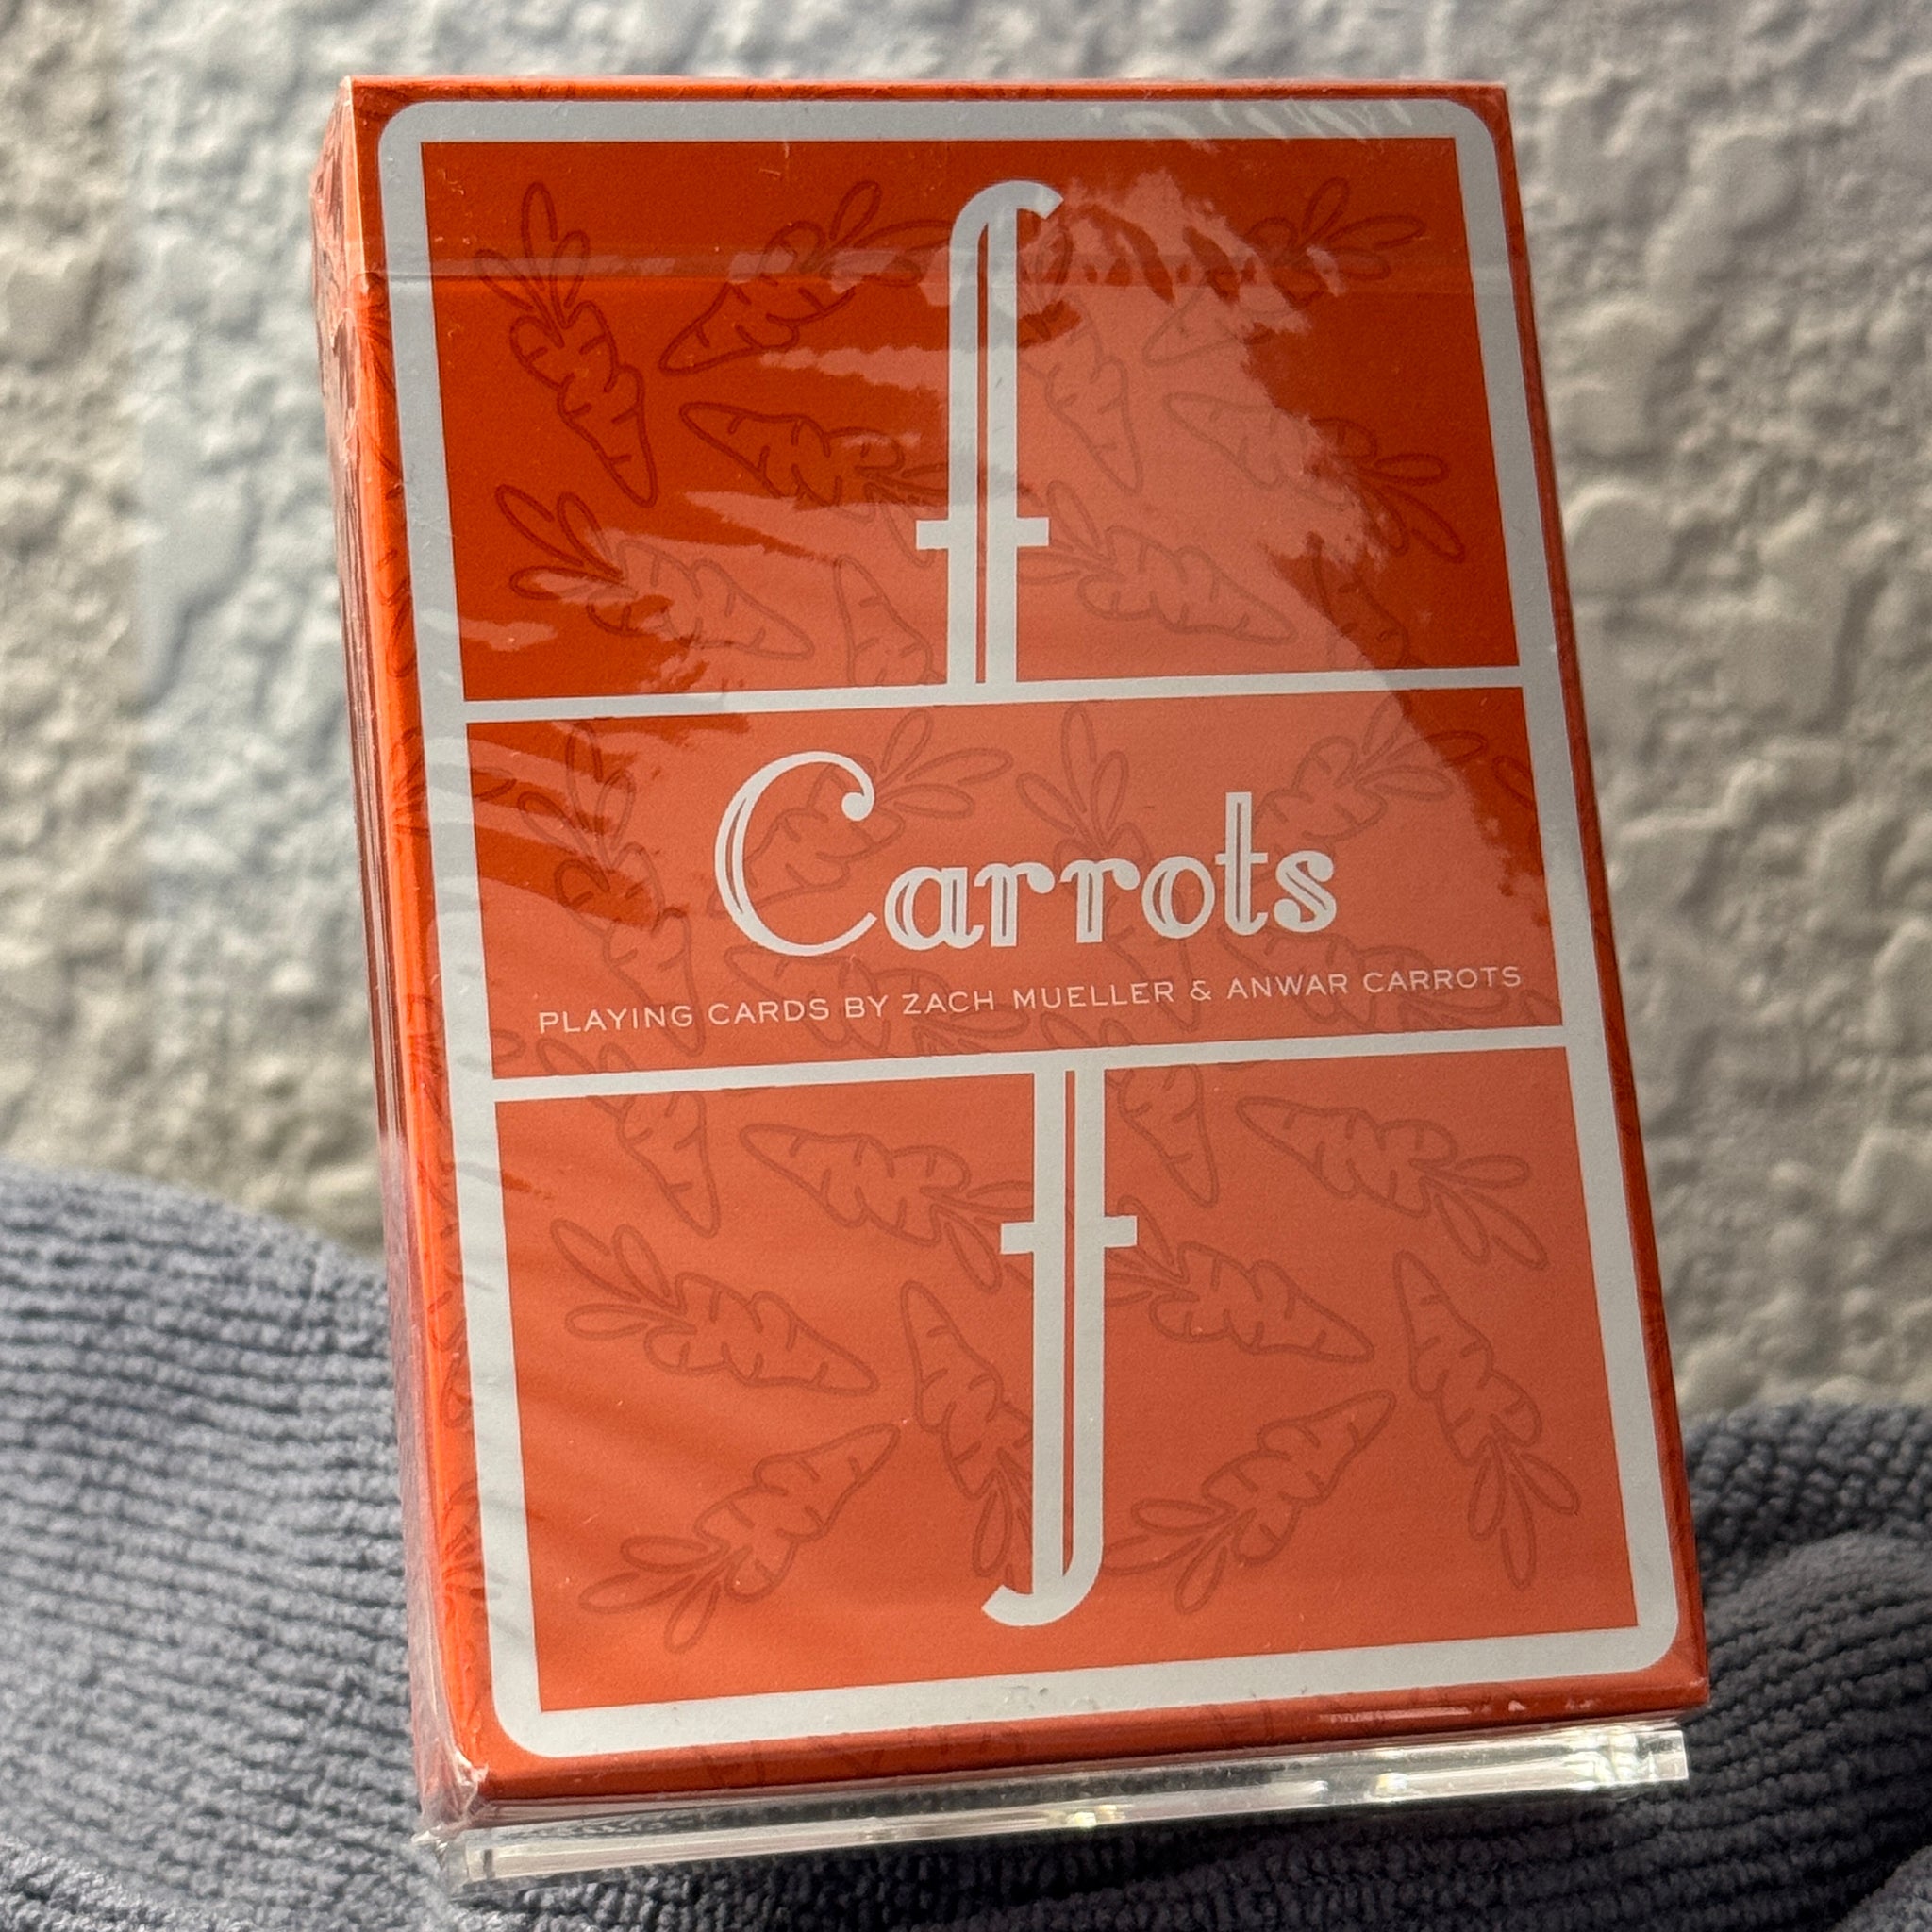 f
Carrots
PLAYING CARDS BY ZACH MUELLER & ANWAR CARROTS
f